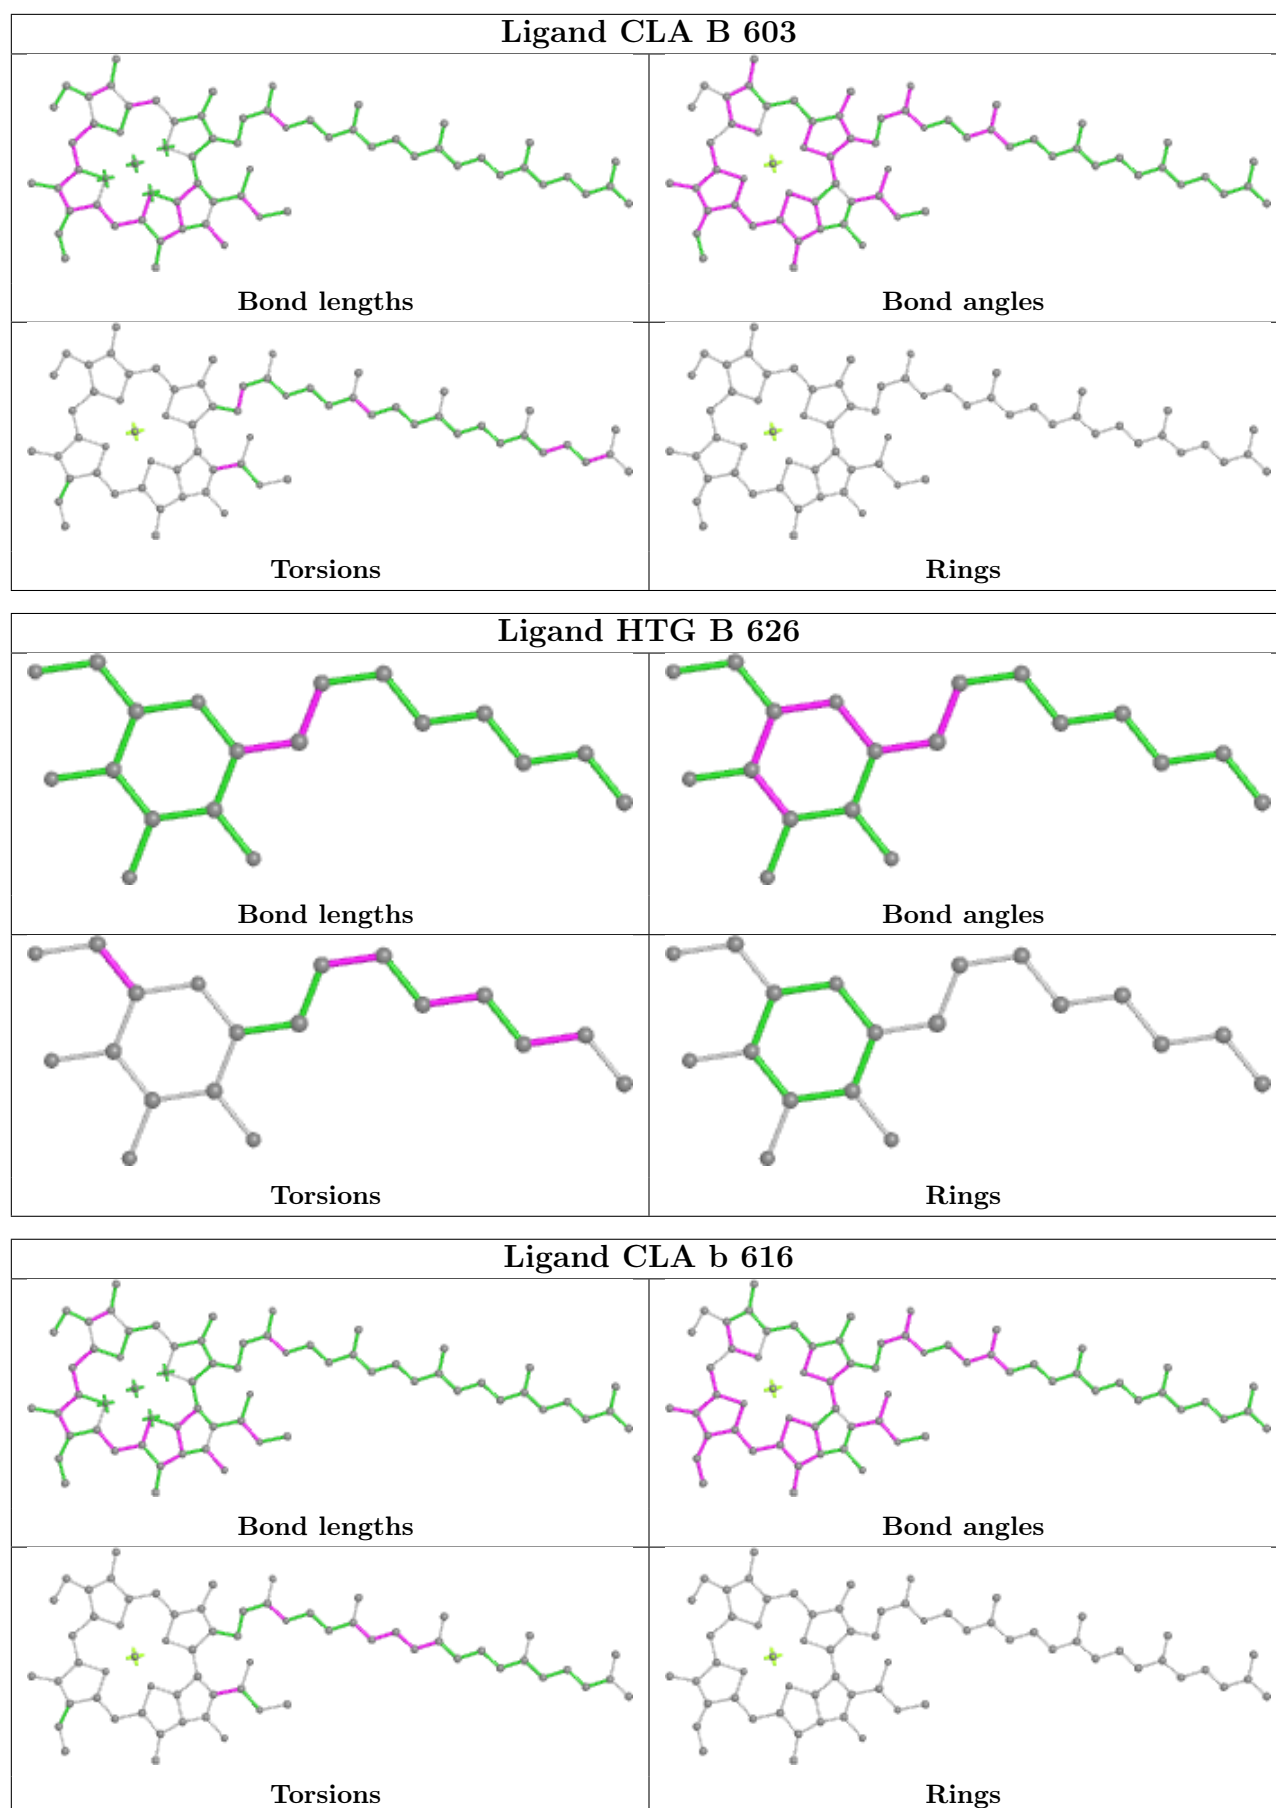 Ligand CLA B 603
Bond lengths
Bond angles
Torsions
Rings
Ligand HTG B 626
Bond lengths
Bond angles
Torsions
Rings
Ligand CLA b 616
Bond lengths
Bond angles
Torsions
Rings